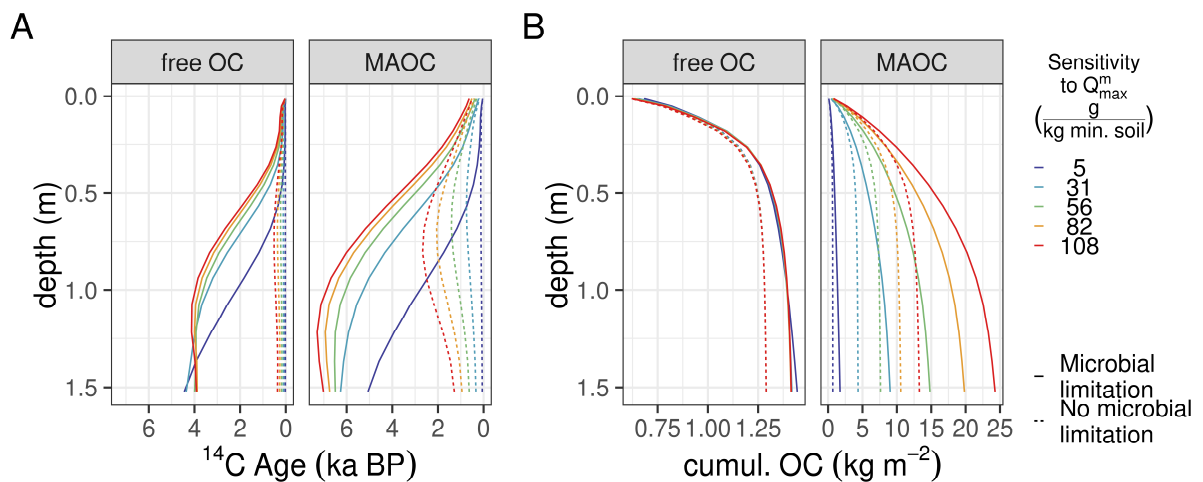 A
B
free OC
MAOC
free OC
MAOC
Sensitivity
to Q^m_max
(g / kg min. soil)
5
31
56
82
108
Microbial
limitation
No microbial
limitation
depth (m)
0.0
0.5
1.0
1.5
6 4 2 0
6 4 2 0
¹⁴C Age (ka BP)
depth (m)
0.0
0.5
1.0
1.5
0.75 1.00 1.25
0 5 10 15 20 25
cumul. OC (kg m⁻²)